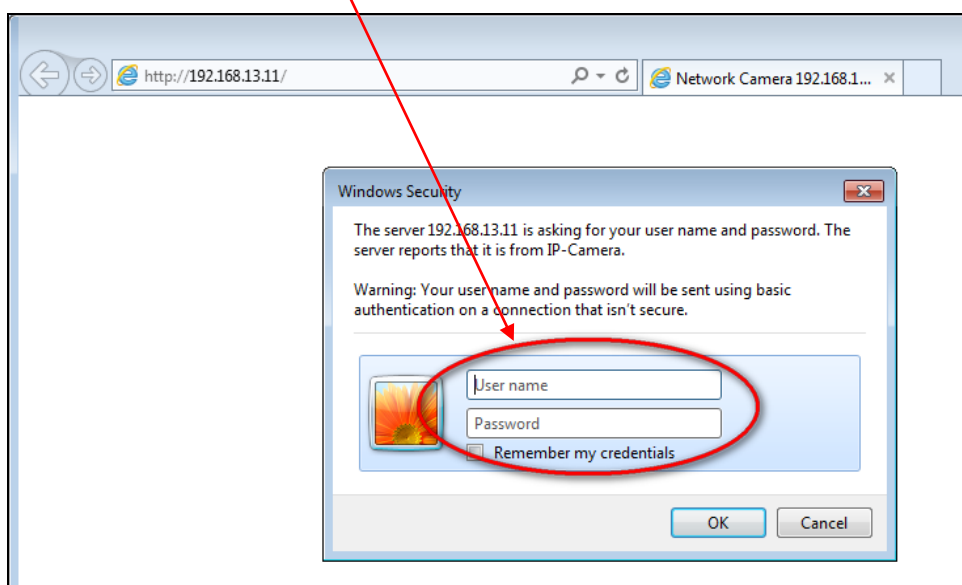 http://192.168.13.11/
Network Camera 192.168.1...
Windows Security
The server 192.168.13.11 is asking for your user name and password. The
server reports that it is from IP-Camera.
Warning: Your user name and password will be sent using basic
authentication on a connection that isn't secure.
User name
Password
Remember my credentials
OK
Cancel